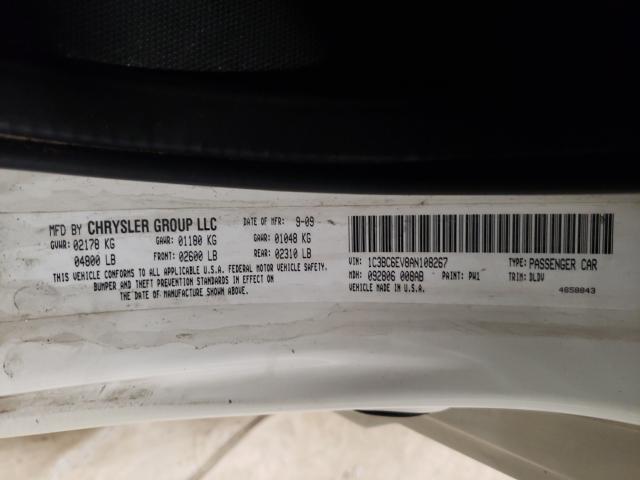 MFD BY CHRYSLER GROUP LLC DATE OF MFR: 9-09
GVWR: 02178 KG GAWR: 01180 KG GAWR: 01048 KG
04800 LB FRONT: 02600 LB REAR: 02310 LB
THIS VEHICLE CONFORMS TO ALL APPLICABLE U.S.A. FEDERAL MOTOR VEHICLE SAFETY,
BUMPER AND THEFT PREVENTION STANDARDS IN EFFECT ON
THE DATE OF MANUFACTURE SHOWN ABOVE.
VIN: 1C3BC6EV8AN108267 TYPE: PASSENGER CAR
MDH: 092806 008AB PAINT: PW1 TRIM: DLDV
VEHICLE MADE IN U.S.A. 4658843